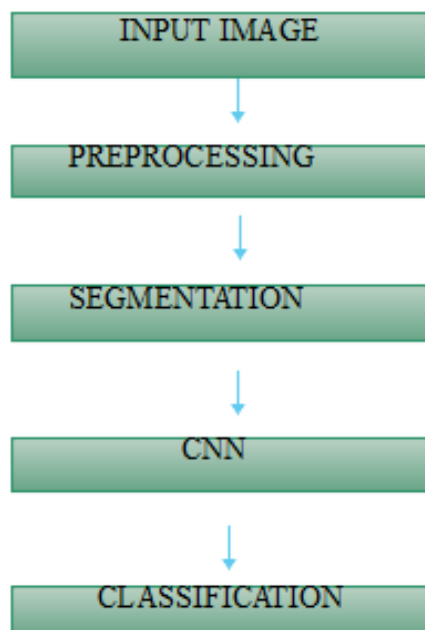 INPUT IMAGE
PREPROCESSING
SEGMENTATION
CNN
CLASSIFICATION